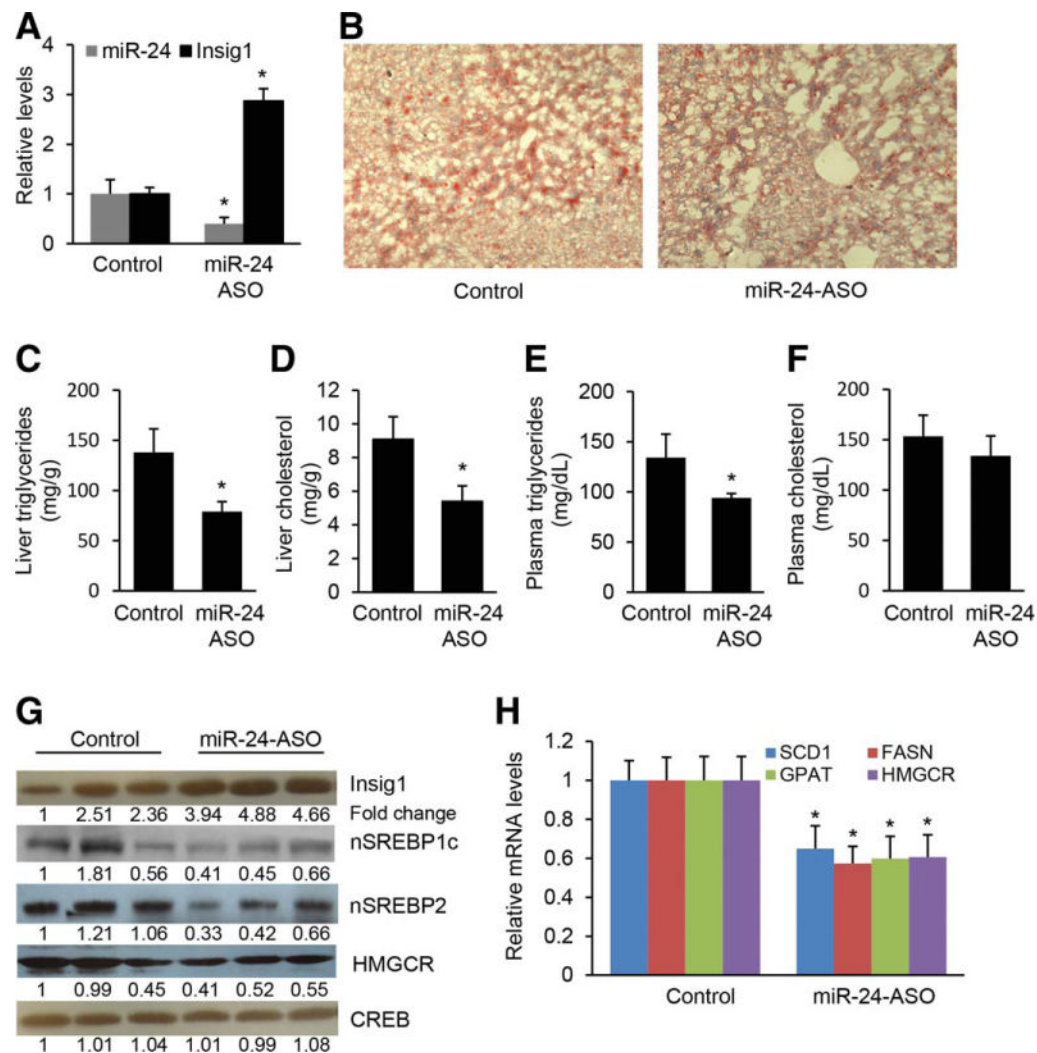 A
miR-24 Insig1
Relative levels
4
3
2
1
0
*
*
Control
miR-24
ASO
B
Control
miR-24-ASO
C
Liver triglycerides
(mg/g)
200
150
100
50
0
*
Control
miR-24
ASO
D
Liver cholesterol
(mg/g)
12
10
8
6
4
2
0
*
Control
miR-24
ASO
E
Plasma triglycerides
(mg/dL)
200
150
100
50
0
*
Control
miR-24
ASO
F
Plasma cholesterol
(mg/dL)
200
150
100
50
0
Control
miR-24
ASO
G
Control miR-24-ASO
Insig1
1 2.51 2.36 3.94 4.88 4.66 Fold change
nSREBP1c
1 1.81 0.56 0.41 0.45 0.66
nSREBP2
1 1.21 1.06 0.33 0.42 0.66
HMGCR
1 0.99 0.45 0.41 0.52 0.55
CREB
1 1.01 1.04 1.01 0.99 1.08
H
Relative mRNA levels
1.2
1
0.8
0.6
0.4
0.2
0
SCD1 FASN
GPAT HMGCR
* * * *
Control
miR-24-ASO